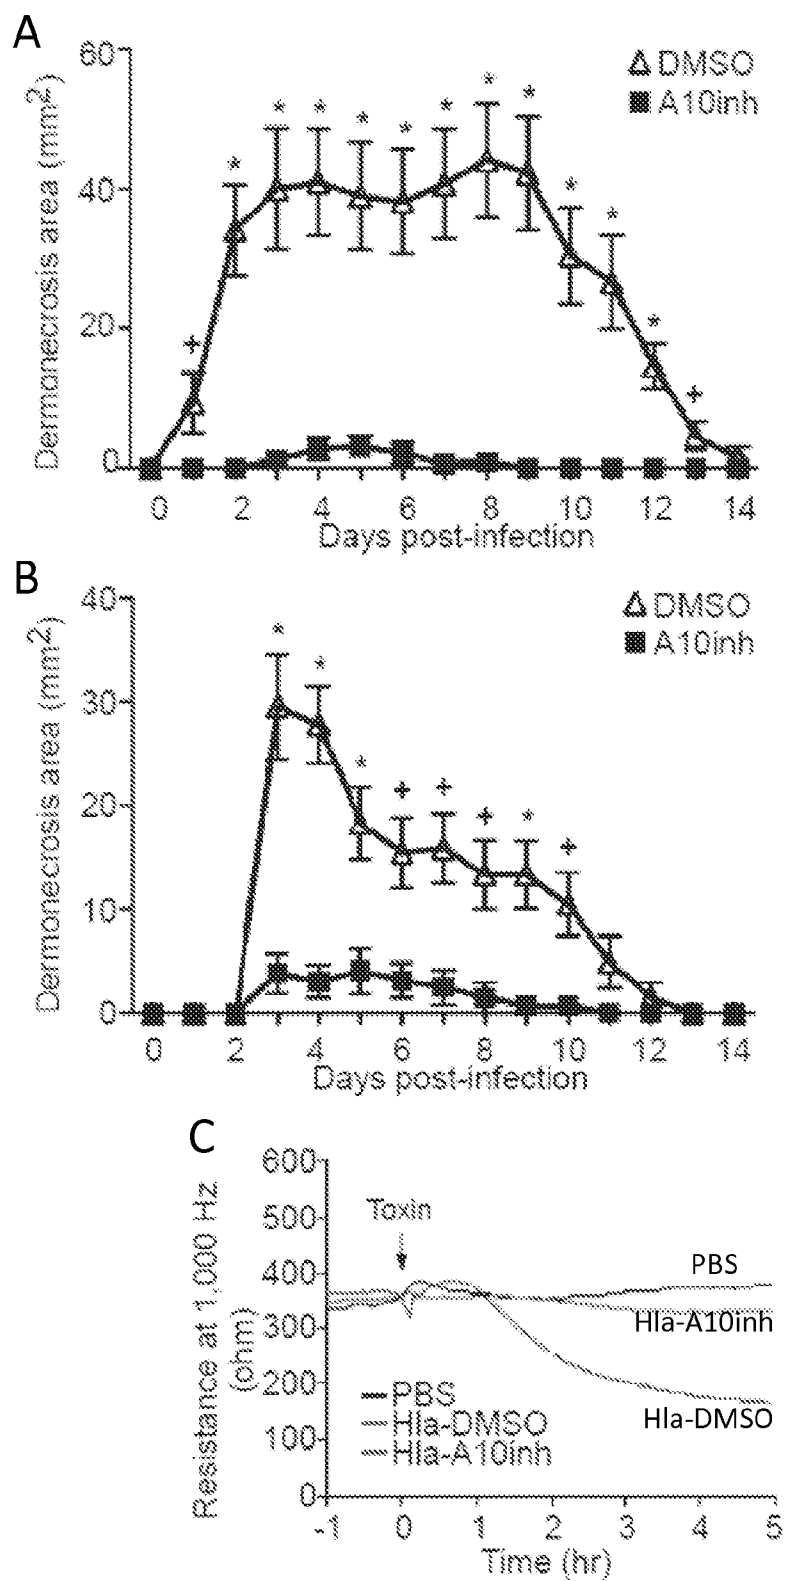 A
60
40
20
0
Dermonecrosis area (mm2)
DMSO
A10inh
* * * * * * * * * * *
+ +
0 2 4 6 8 10 12 14
Days post-infection
B
40
30
20
10
0
Dermonecrosis area (mm2)
DMSO
A10inh
* * * + + + * +
0 2 4 6 8 10 12 14
Days post-infection
C
600
500
400
300
200
100
0
Resistance at 1,000 Hz
(ohm)
Toxin
PBS
Hla-A10inh
Hla-DMSO
PBS
Hla-DMSO
Hla-A10inh
-1 0 1 2 3 4 5
Time (hr)